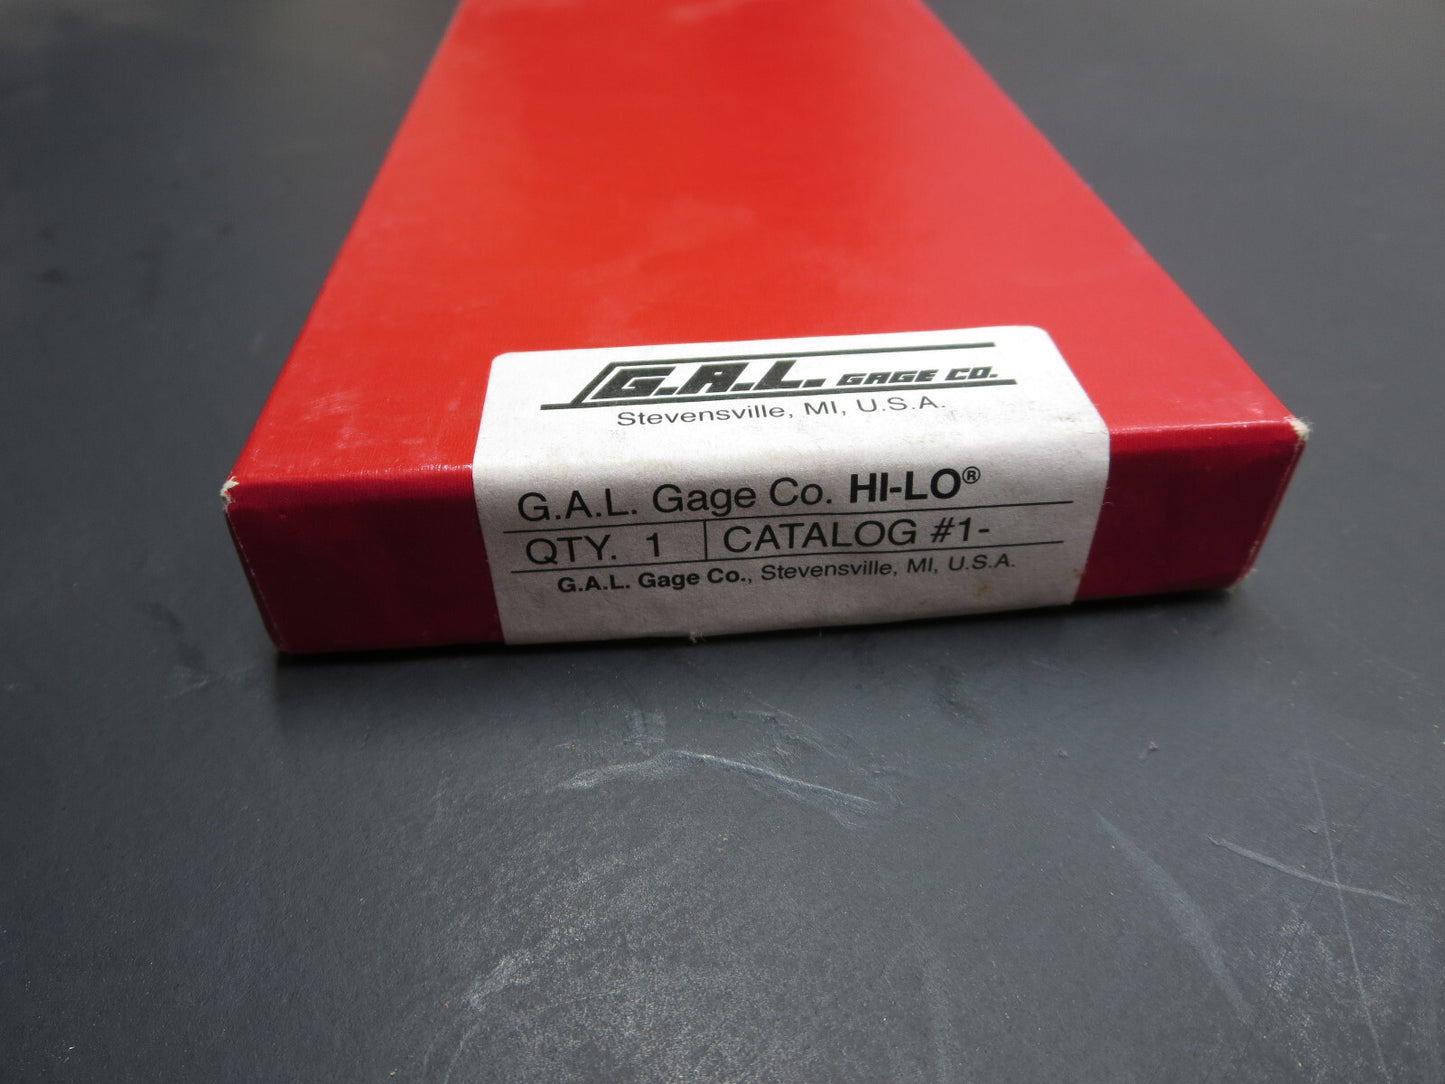 G.A.L. GAGE CO.
Stevensville, MI, U.S.A.
G.A.L. Gage Co. HI-LO®
QTY. 1 CATALOG #1-
G.A.L. Gage Co., Stevensville, MI, U.S.A.